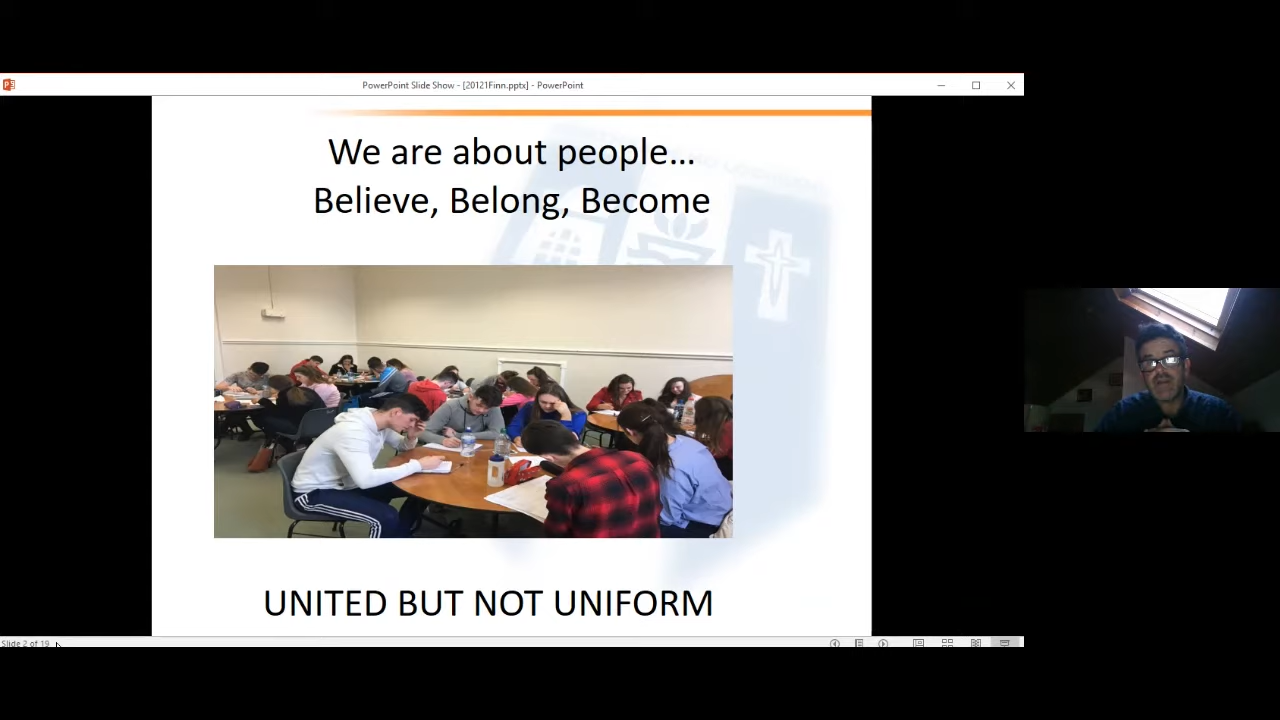 PowerPoint Slide Show - [20121Finn.pptx] - PowerPoint
We are about people...
Believe, Belong, Become
UNITED BUT NOT UNIFORM
Slide 2 of 19